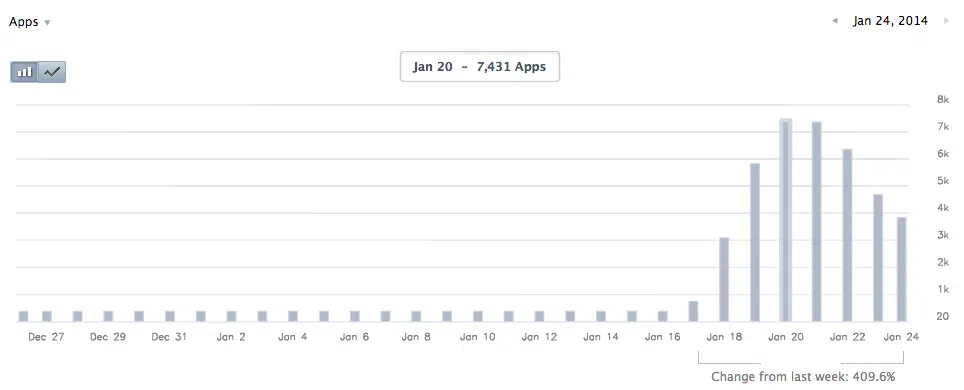 Apps
Jan 24, 2014
Jan 20 - 7,431 Apps
8k
7k
6k
5k
4k
3k
2k
1k
20
Dec 27 Dec 29 Dec 31 Jan 2 Jan 4 Jan 6 Jan 8 Jan 10 Jan 12 Jan 14 Jan 16 Jan 18 Jan 20 Jan 22 Jan 24
Change from last week: 409.6%